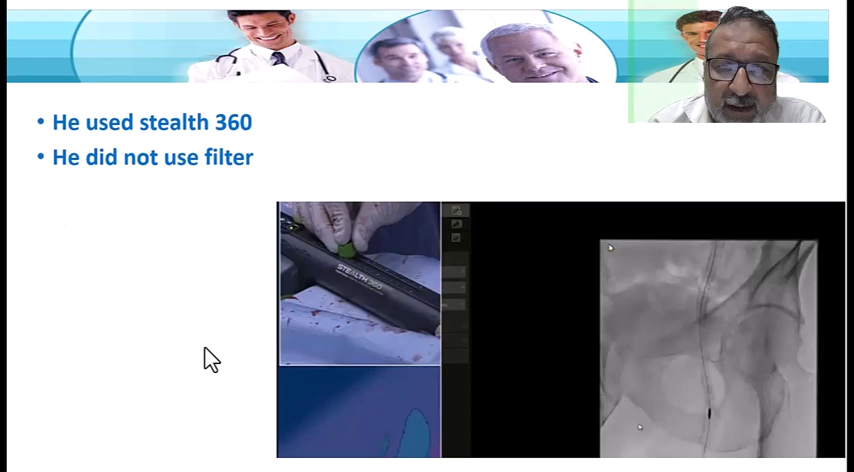 • He used stealth 360
• He did not use filter
STEALTH 360